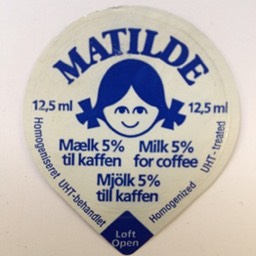 MATILDE
12,5 ml
12,5 ml
Mælk 5%
til kaffen
Milk 5%
for coffee
Mjölk 5%
till kaffen
Homogeniseret UHT-behandlet
Homogenized UHT-treated
Løft
Open